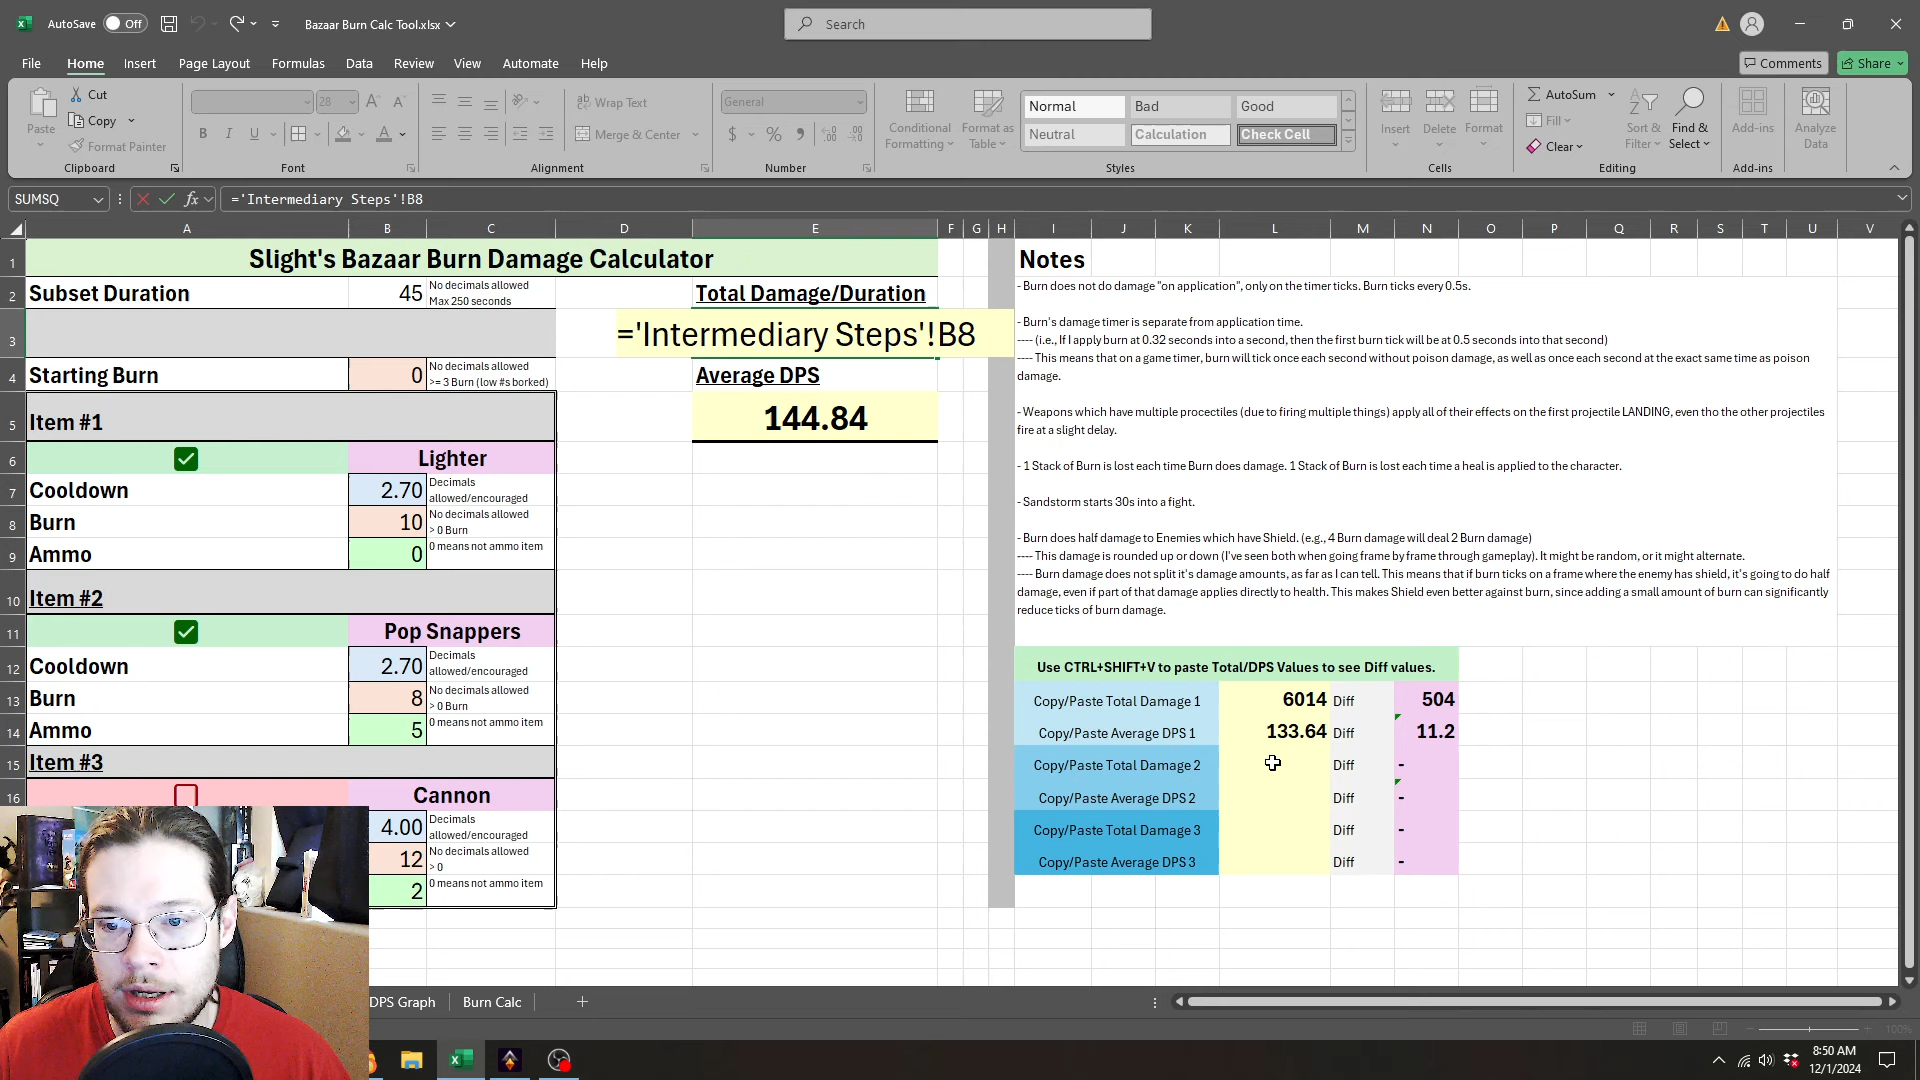 AutoSave Off Bazaar Burn Calc Tool.xlsx Search
File Home Insert Page Layout Formulas Data Review View Automate Help Comments Share
Paste Cut Copy Format Painter Clipboard
28 A A B I U A Font
ab Wrap Text Merge & Center Alignment
General $ % , Number
Conditional Formatting Format as Table Normal Bad Good Neutral Calculation Check Cell Styles
Insert Delete Format Cells
AutoSum Fill Clear Sort & Filter Find & Select Editing
Add-ins Add-ins
Analyze Data
SUMSQ fx ='Intermediary Steps'!B8
A B C D E F G H I J K L M N O P Q R S T U V
1 Slight's Bazaar Burn Damage Calculator
2 Subset Duration 45 No decimals allowed
Max 250 seconds
Total Damage/Duration
3 ='Intermediary Steps'!B8
4 Starting Burn 0 No decimals allowed
>= 3 Burn (low #s borked)
Average DPS
5 Item #1 144.84
6 Lighter
7 Cooldown 2.70 Decimals
allowed/encouraged
8 Burn 10 No decimals allowed
> 0 Burn
9 Ammo 0 0 means not ammo item
10 Item #2
11 Pop Snappers
12 Cooldown 2.70 Decimals
allowed/encouraged
13 Burn 8 No decimals allowed
> 0 Burn
14 Ammo 5 0 means not ammo item
15 Item #3
16 Cannon
4.00 Decimals
allowed/encouraged
12 No decimals allowed
> 0
2 0 means not ammo item
Notes
- Burn does not do damage "on application", only on the timer ticks. Burn ticks every 0.5s.
- Burn's damage timer is separate from application time.
---- (i.e., If I apply burn at 0.32 seconds into a second, then the first burn tick will be at 0.5 seconds into that second)
---- This means that on a game timer, burn will tick once each second without poison damage, as well as once each second at the exact same time as poison
damage.
- Weapons which have multiple procectiles (due to firing multiple things) apply all of their effects on the first projectile LANDING, even tho the other projectiles
fire at a slight delay.
- 1 Stack of Burn is lost each time Burn does damage. 1 Stack of Burn is lost each time a heal is applied to the character.
- Sandstorm starts 30s into a fight.
- Burn does half damage to Enemies which have Shield. (e.g., 4 Burn damage will deal 2 Burn damage)
---- This damage is rounded up or down (I've seen both when going frame by frame through gameplay). It might be random, or it might alternate.
---- Burn damage does not split it's damage amounts, as far as I can tell. This means that if burn ticks on a frame where the enemy has shield, it's going to do half
damage, even if part of that damage applies directly to health. This makes Shield even better against burn, since adding a small amount of burn can significantly
reduce ticks of burn damage.
Use CTRL+SHIFT+V to paste Total/DPS Values to see Diff values.
Copy/Paste Total Damage 1 6014 Diff 504
Copy/Paste Average DPS 1 133.64 Diff 11.2
Copy/Paste Total Damage 2 Diff -
Copy/Paste Average DPS 2 Diff -
Copy/Paste Total Damage 3 Diff -
Copy/Paste Average DPS 3 Diff -
DPS Graph Burn Calc +
100%
8:50 AM
12/1/2024